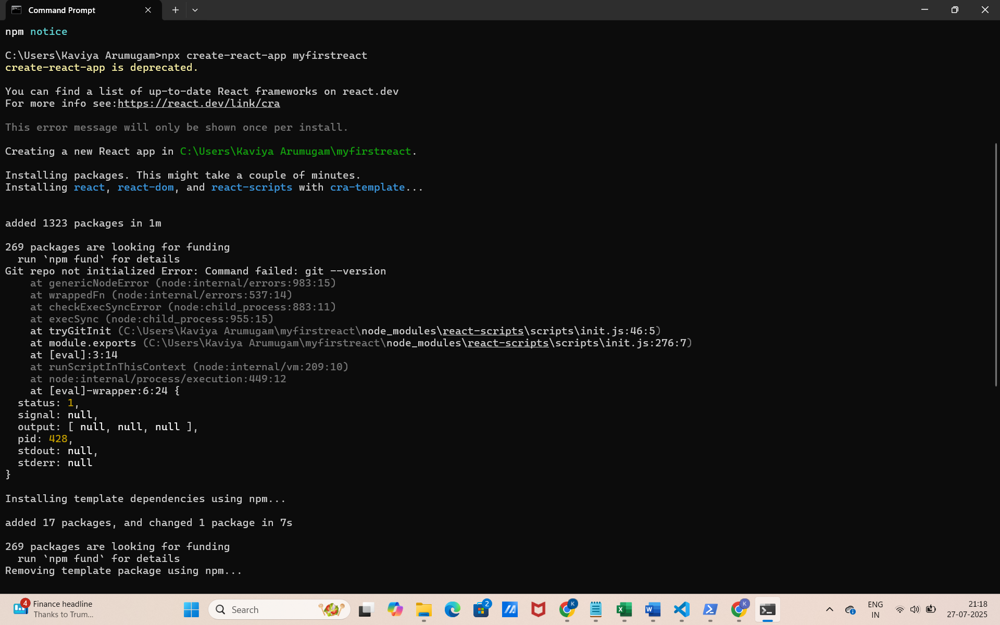 Command Prompt
npm notice
C:\Users\Kaviya Arumugam>npx create-react-app myfirstreact
create-react-app is deprecated.
You can find a list of up-to-date React frameworks on react.dev
For more info see:https://react.dev/link/cra
This error message will only be shown once per install.
Creating a new React app in C:\Users\Kaviya Arumugam\myfirstreact.
Installing packages. This might take a couple of minutes.
Installing react, react-dom, and react-scripts with cra-template...
added 1323 packages in 1m
269 packages are looking for funding
  run `npm fund` for details
Git repo not initialized Error: Command failed: git --version
    at genericNodeError (node:internal/errors:983:15)
    at wrappedFn (node:internal/errors:537:14)
    at checkExecSyncError (node:child_process:883:11)
    at execSync (node:child_process:955:15)
    at tryGitInit (C:\Users\Kaviya Arumugam\myfirstreact\node_modules\react-scripts\scripts\init.js:46:5)
    at module.exports (C:\Users\Kaviya Arumugam\myfirstreact\node_modules\react-scripts\scripts\init.js:276:7)
    at [eval]:3:14
    at runScriptInThisContext (node:internal/vm:209:10)
    at node:internal/process/execution:449:12
    at [eval]-wrapper:6:24 {
  status: 1,
  signal: null,
  output: [ null, null, null ],
  pid: 428,
  stdout: null,
  stderr: null
}
Installing template dependencies using npm...
added 17 packages, and changed 1 package in 7s
269 packages are looking for funding
  run `npm fund` for details
Removing template package using npm...
4
Finance headline
Thanks to Trum...
Search
2
K
X
W
K
ENG
IN
21:18
27-07-2025